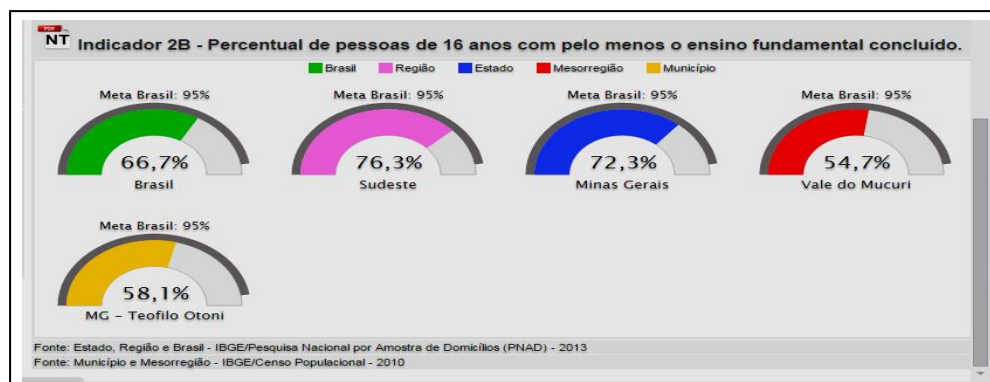 PDF
NT Indicador 2B - Percentual de pessoas de 16 anos com pelo menos o ensino fundamental concluído.
Brasil Região Estado Mesorregião Município
Meta Brasil: 95% Meta Brasil: 95% Meta Brasil: 95% Meta Brasil: 95%
66,7% 76,3% 72,3% 54,7%
Brasil Sudeste Minas Gerais Vale do Mucuri
Meta Brasil: 95%
58,1%
MG - Teofilo Otoni
Fonte: Estado, Região e Brasil - IBGE/Pesquisa Nacional por Amostra de Domicílios (PNAD) - 2013
Fonte: Município e Mesorregião - IBGE/Censo Populacional - 2010